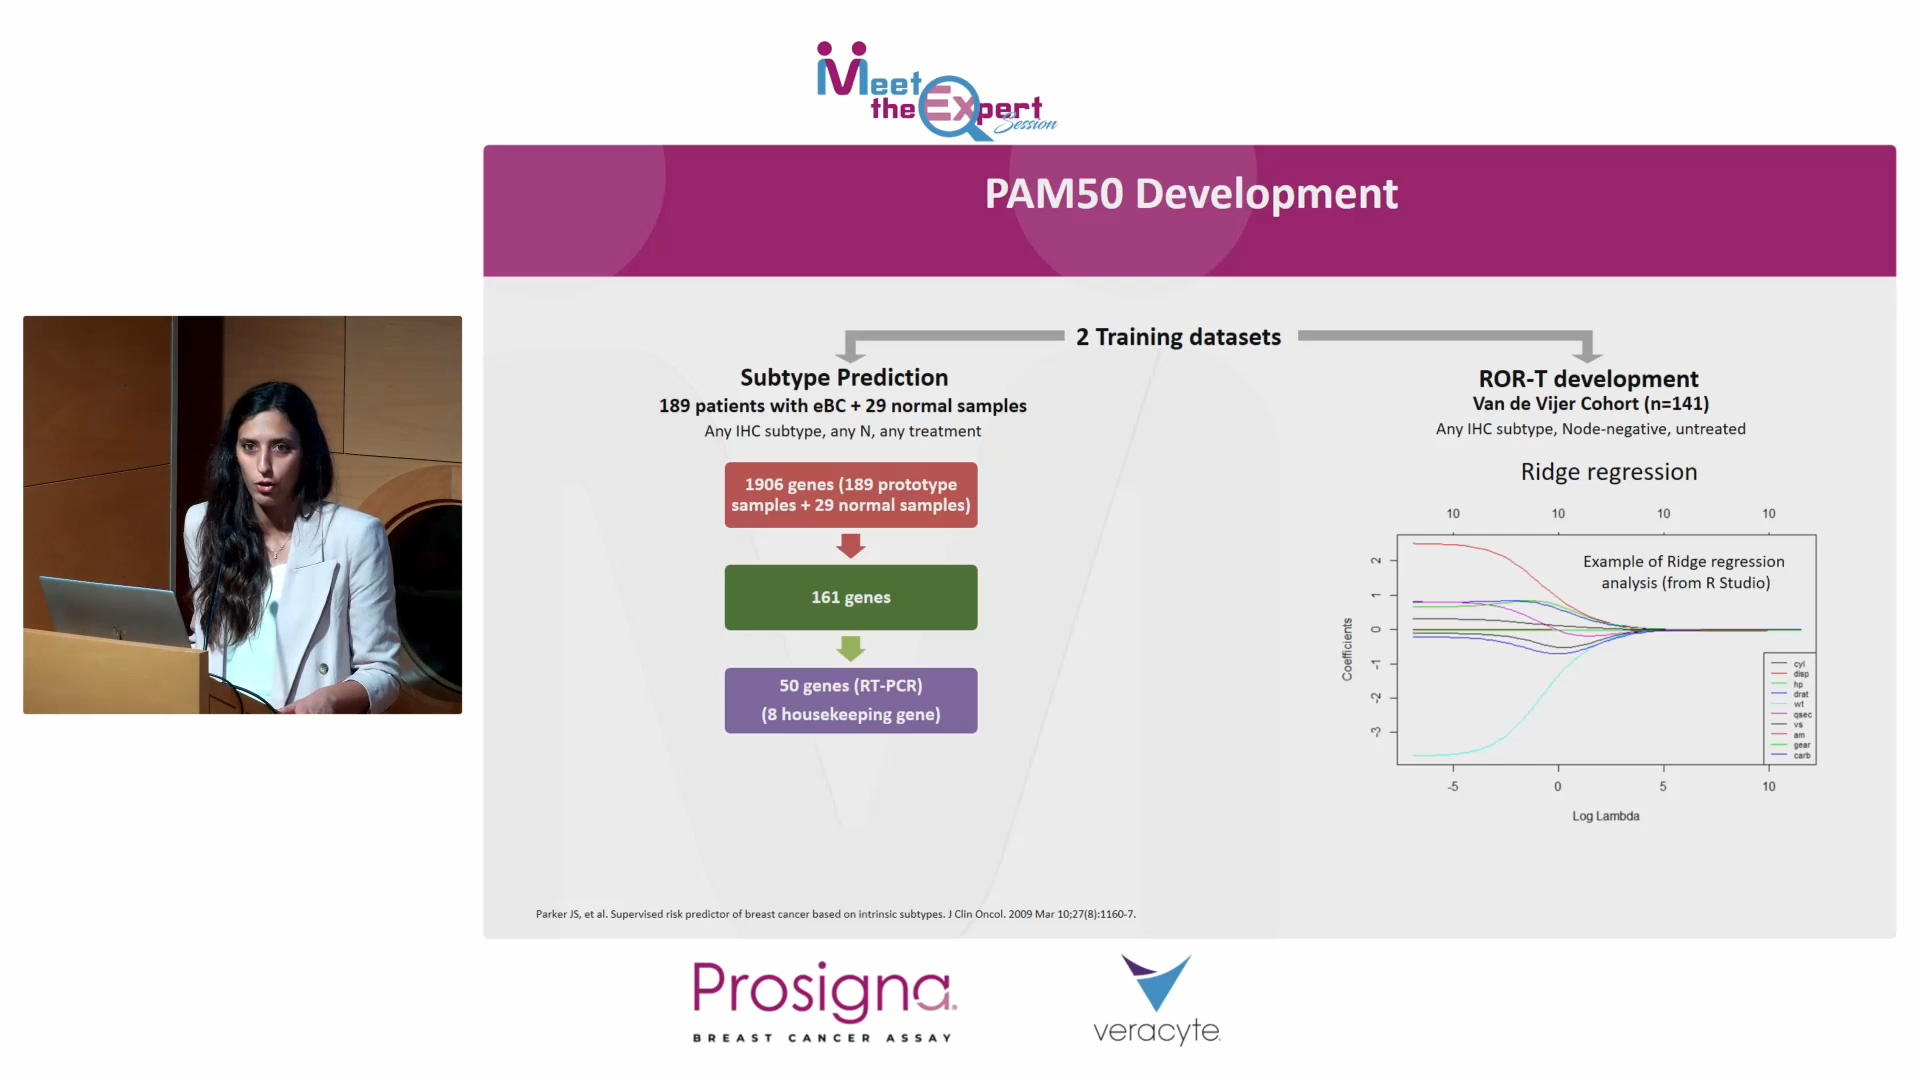 Meet
the Expert
Session
PAM50 Development
2 Training datasets
Subtype Prediction
189 patients with eBC + 29 normal samples
Any IHC subtype, any N, any treatment
1906 genes (189 prototype
samples + 29 normal samples)
161 genes
50 genes (RT-PCR)
(8 housekeeping gene)
ROR-T development
Van de Vijer Cohort (n=141)
Any IHC subtype, Node-negative, untreated
Ridge regression
10 10 10 10
Example of Ridge regression
analysis (from R Studio)
Coefficients
2
1
0
-1
-2
-3
cyl
disp
hp
drat
wt
qsec
vs
am
gear
carb
-5 0 5 10
Log Lambda
Parker JS, et al. Supervised risk predictor of breast cancer based on intrinsic subtypes. J Clin Oncol. 2009 Mar 10;27(8):1160-7.
Prosigna.
BREAST CANCER ASSAY
veracyte.